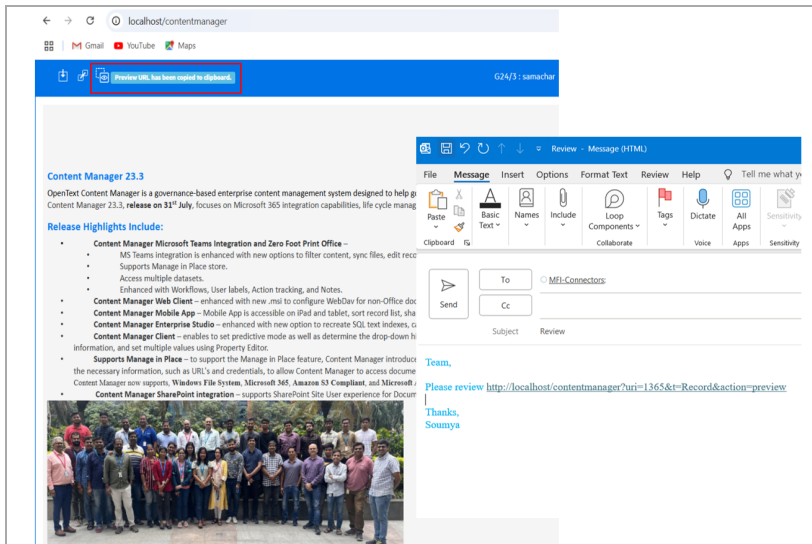 localhost/contentmanager
Gmail YouTube Maps
Preview URL has been copied to clipboard.
G24/3 : samachar
Content Manager 23.3
OpenText Content Manager is a governance-based enterprise content management system designed to help
Content Manager 23.3, release on 31st July, focuses on Microsoft 365 integration capabilities, life cycle
Release Highlights Include:
• Content Manager Microsoft Teams Integration and Zero Foot Print Office –
• MS Teams integration is enhanced with new options to filter content, sync files, edit
• Supports Manage in Place store.
• Access multiple datasets.
• Enhanced with Workflows, User labels, Action tracking, and Notes.
• Content Manager Web Client – enhanced with new .msi to configure WebDav for non-Office
• Content Manager Mobile App – Mobile App is accessible on iPad and tablet, sort record list,
• Content Manager Enterprise Studio – enhanced with new option to recreate SQL text indexes,
• Content Manager Client – enables to set predictive mode as well as determine the drop-down
information, and set multiple values using Property Editor.
• Supports Manage in Place – to support the Manage in Place feature, Content Manager
the necessary information, such as URL's and credentials, to allow Content Manager to access
Content Manager now supports, Windows File System, Microsoft 365, Amazon S3 Compliant, and Microsoft
• Content Manager SharePoint integration – supports SharePoint Site User experience for
Review - Message (HTML)
File Message Insert Options Format Text Review Help Tell me what
Paste
Basic Text
Names
Include
Loop Components
Tags
Dictate
All Apps
Sensitivity
Clipboard Collaborate Voice Apps Sensitivity
Send
To MFI-Connectors;
Cc
Subject Review
Team,
Please review http://localhost/contentmanager?uri=1365&t=Record&action=preview
Thanks,
Soumya